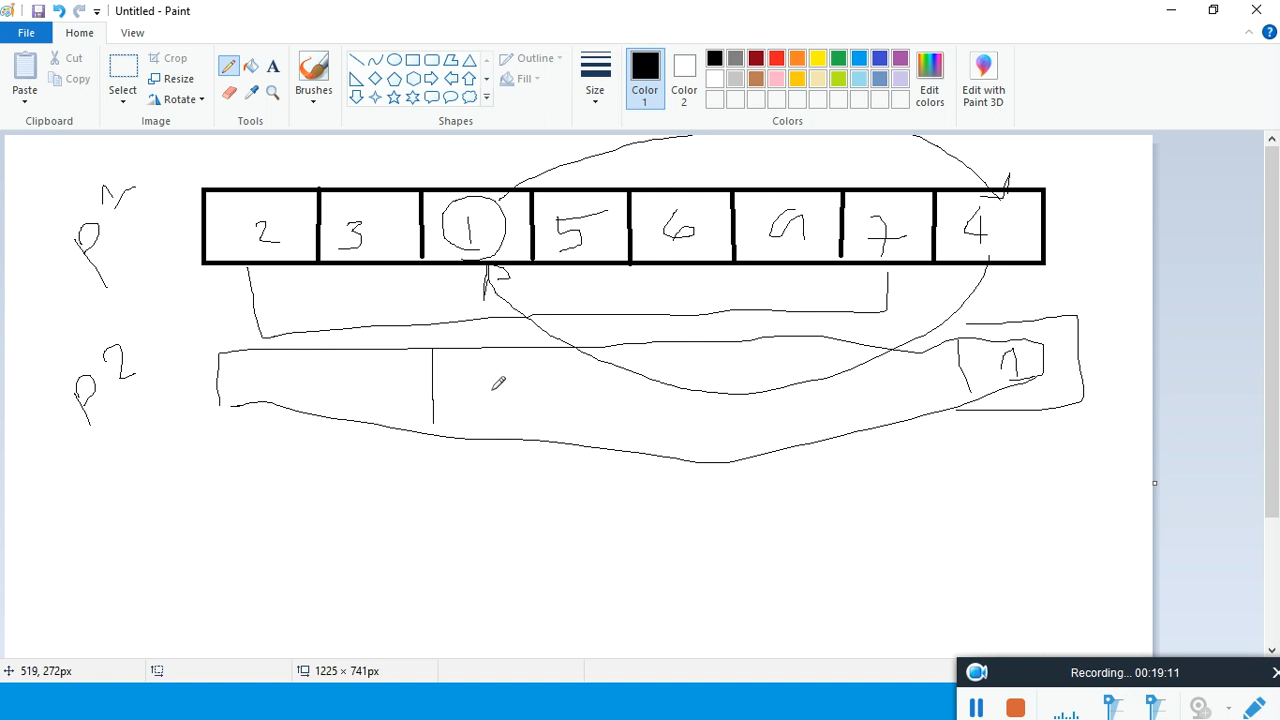 Untitled - Paint
File Home View
Paste Cut Copy Select Crop Resize Rotate Brushes Outline Fill Size Color 1 Color 2 Edit colors Edit with Paint 3D
Clipboard Image Tools Shapes Colors
2 3 1 5 6 9 7 4
p 2
519, 272px 1225 × 741px
Recording... 00:19:11